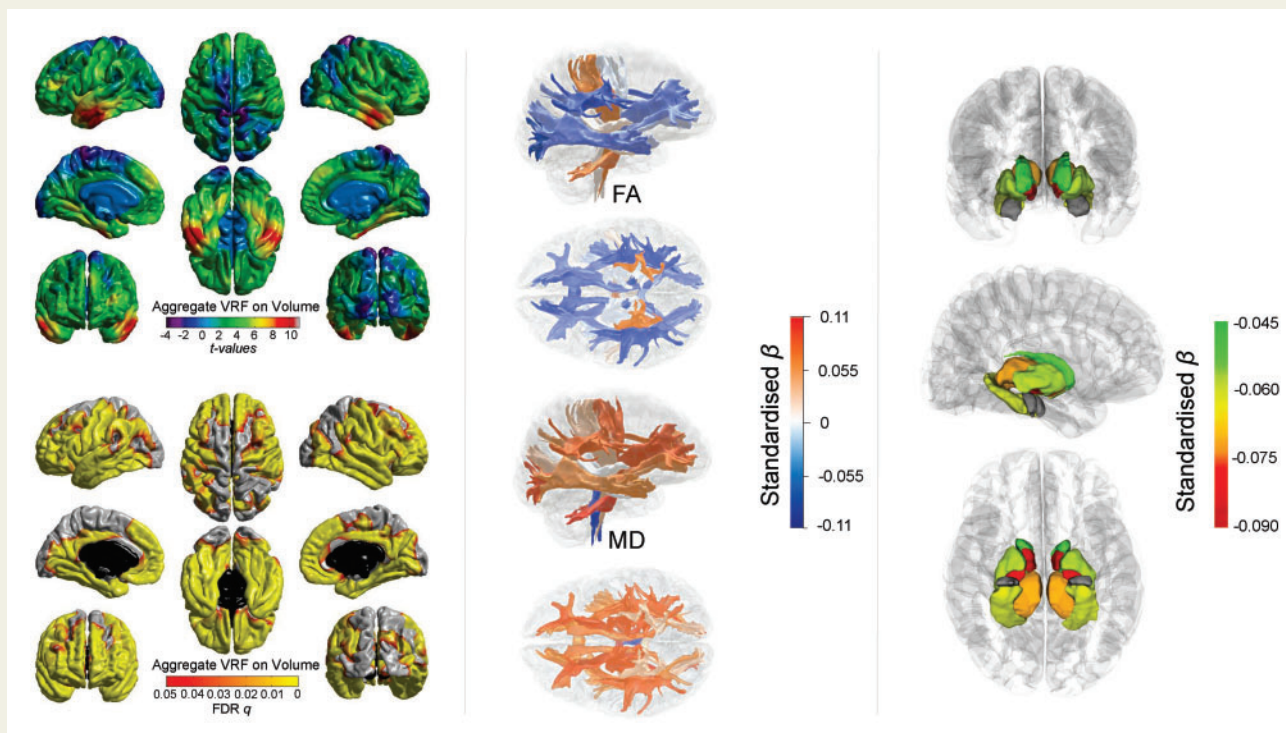 Aggregate VRF on Volume
-4 -2 0 2 4 6 8 10
t-values
Aggregate VRF on Volume
0.05 0.04 0.03 0.02 0.01 0
FDR q
FA
MD
Standardised β
0.11
0.055
0
-0.055
-0.11
Standardised β
-0.045
-0.060
-0.075
-0.090